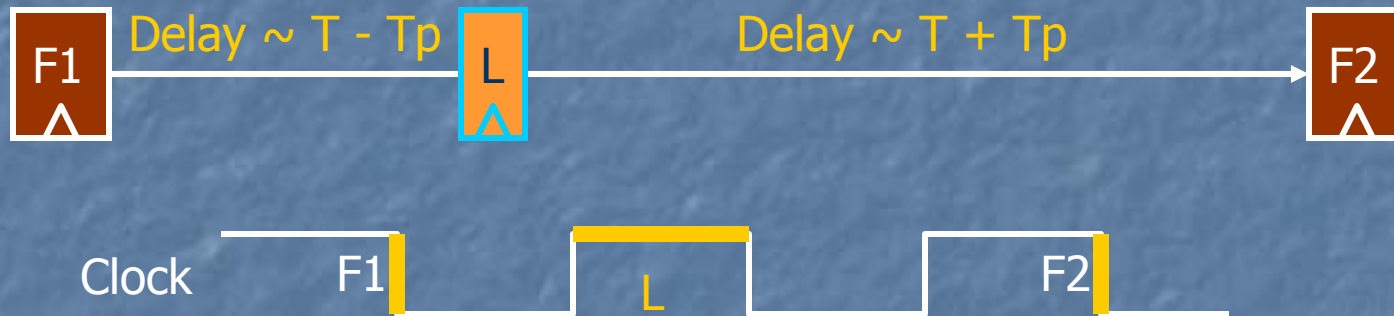 Delay ~ T - Tp
Delay ~ T + Tp
F1
L
F2
Clock
F1
L
F2